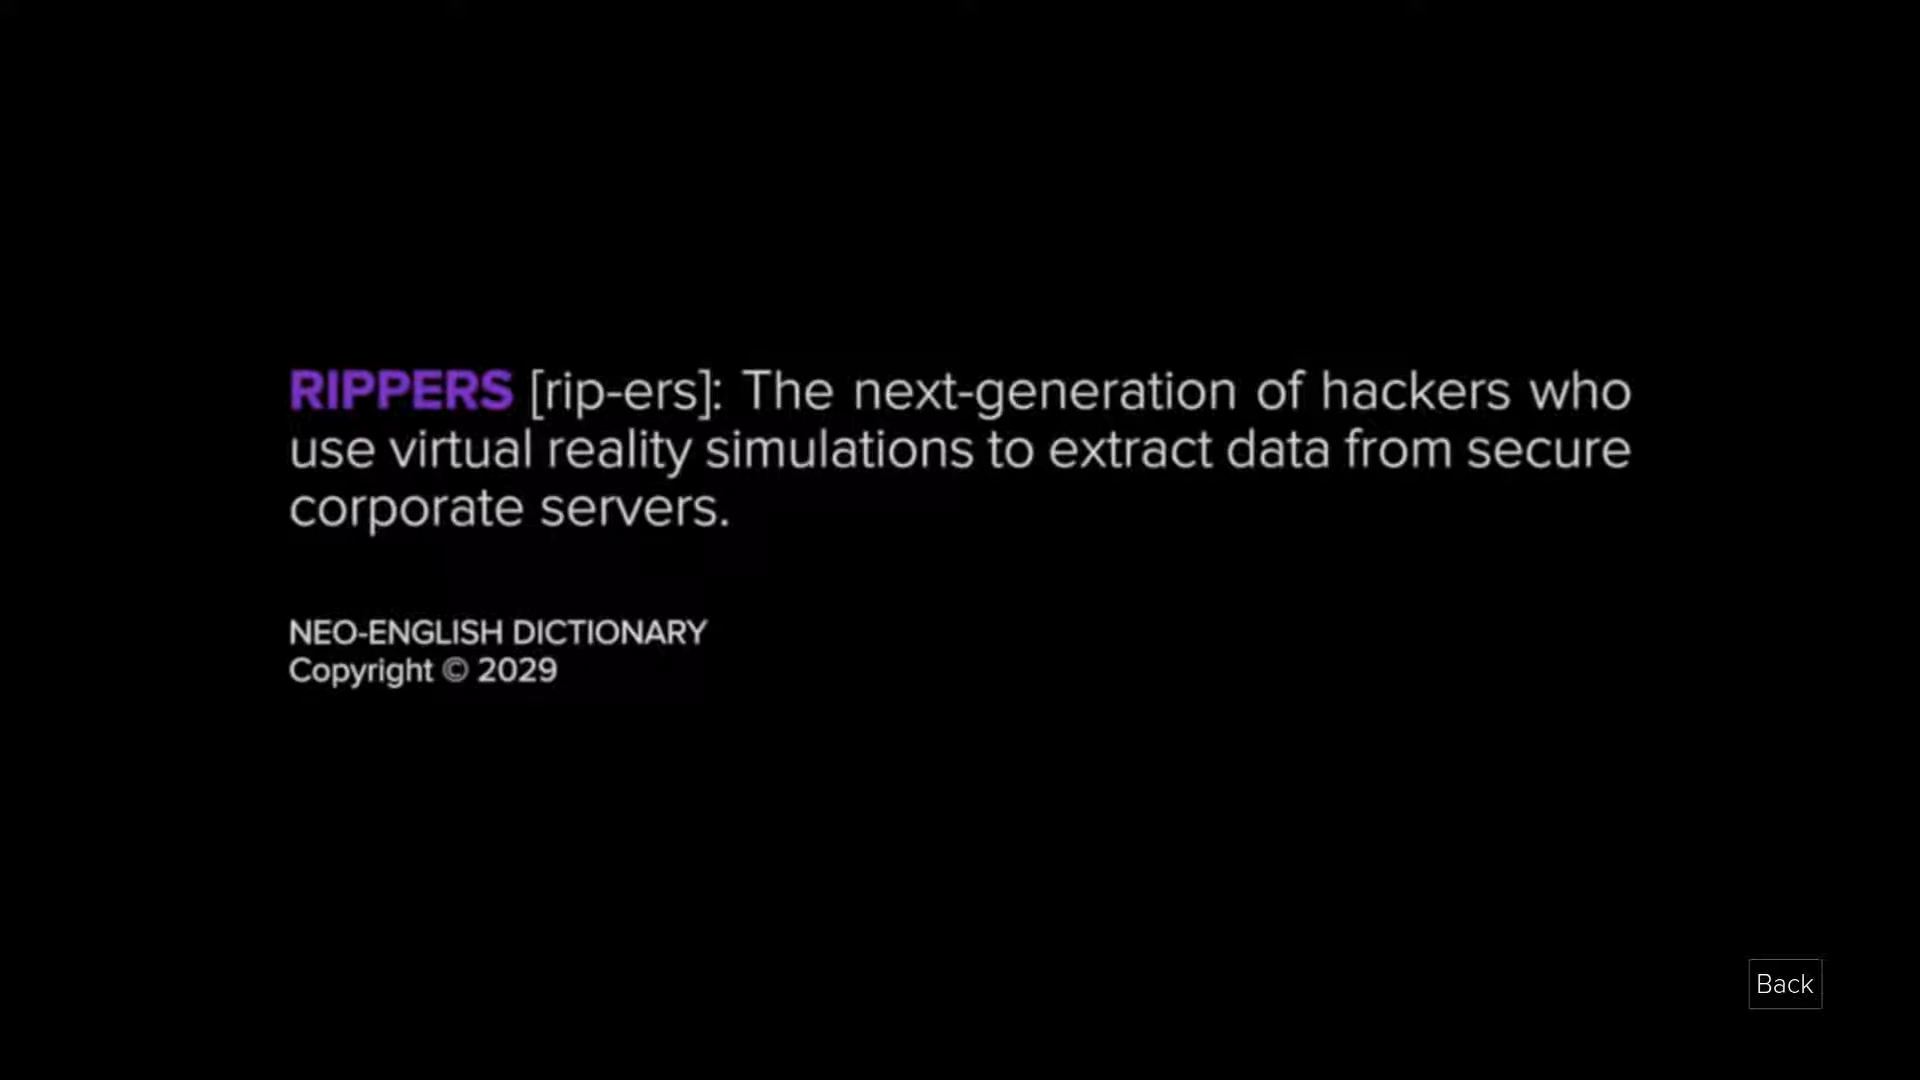 RIPPERS [rip-ers]: The next-generation of hackers who
use virtual reality simulations to extract data from secure
corporate servers.
NEO-ENGLISH DICTIONARY
Copyright © 2029
Back